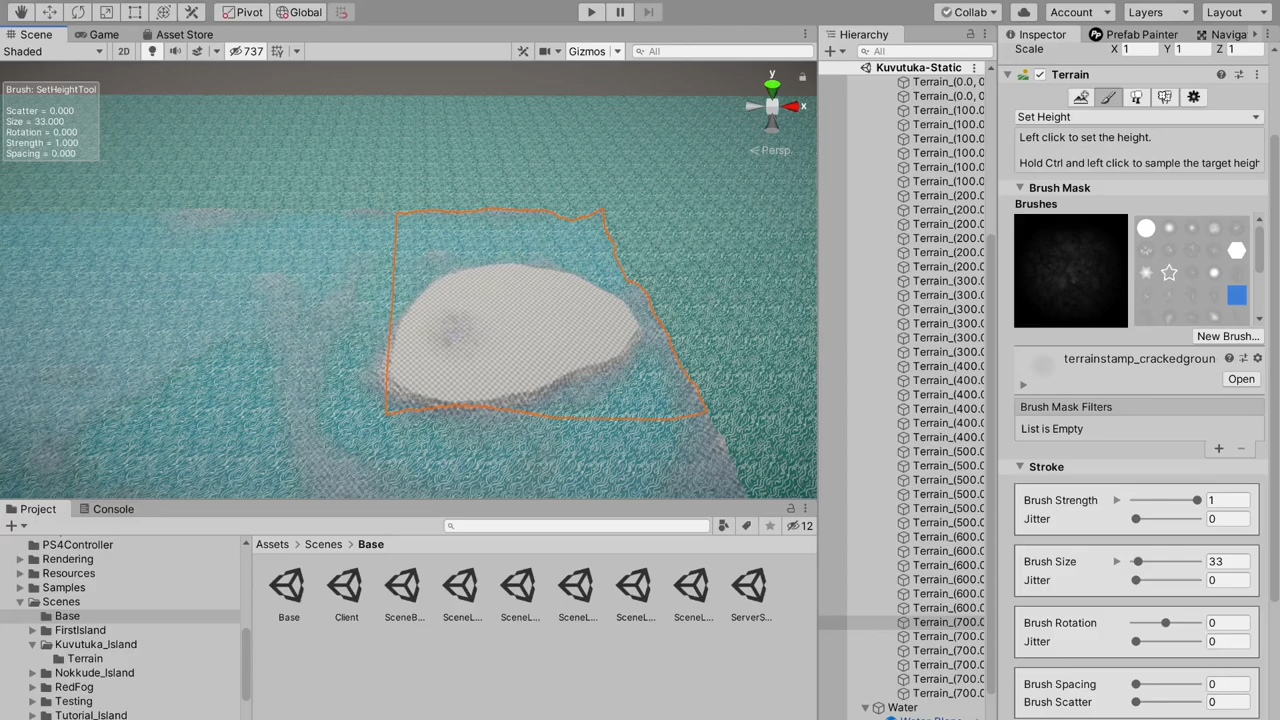 Pivot
Global
Collab
Account
Layers
Layout
Scene
Game
Asset Store
Shaded
2D
737
Gizmos
All
Brush: SetHeightTool
Scatter = 0.000
Size = 33.000
Rotation = 0.000
Strength = 1.000
Spacing = 0.000
y
x
Persp
Hierarchy
All
Kuvutuka-Static
Terrain_(0.0, 
Terrain_(0.0, 
Terrain_(100.
Terrain_(100.
Terrain_(100.
Terrain_(100.
Terrain_(100.
Terrain_(100.
Terrain_(200.
Terrain_(200.
Terrain_(200.
Terrain_(200.
Terrain_(200.
Terrain_(200.
Terrain_(300.
Terrain_(300.
Terrain_(300.
Terrain_(300.
Terrain_(300.
Terrain_(300.
Terrain_(400.
Terrain_(400.
Terrain_(400.
Terrain_(400.
Terrain_(400.
Terrain_(400.
Terrain_(500.
Terrain_(500.
Terrain_(500.
Terrain_(500.
Terrain_(500.
Terrain_(600.
Terrain_(600.
Terrain_(600.
Terrain_(600.
Terrain_(700.
Terrain_(700.
Terrain_(700.
Terrain_(700.
Terrain_(700.
Terrain_(700.
Water
Inspector
Prefab Painter
Naviga
Scale X 1 Y 1 Z 1
Terrain
Set Height
Left click to set the height.
Hold Ctrl and left click to sample the target heigh
Brush Mask
Brushes
New Brush...
terrainstamp_crackedgroun
Open
Brush Mask Filters
List is Empty
Stroke
Brush Strength 1
Jitter 0
Brush Size 33
Jitter 0
Brush Rotation 0
Jitter 0
Brush Spacing 0
Brush Scatter 0
Project
Console
12
PS4Controller
Rendering
Resources
Samples
Scenes
Base
FirstIsland
Kuvutuka_Island
Terrain
Nokkude_Island
RedFog
Testing
Tutorial_Island
Assets > Scenes > Base
Base
Client
SceneB...
SceneL...
SceneL...
SceneL...
SceneL...
SceneL...
ServerS...